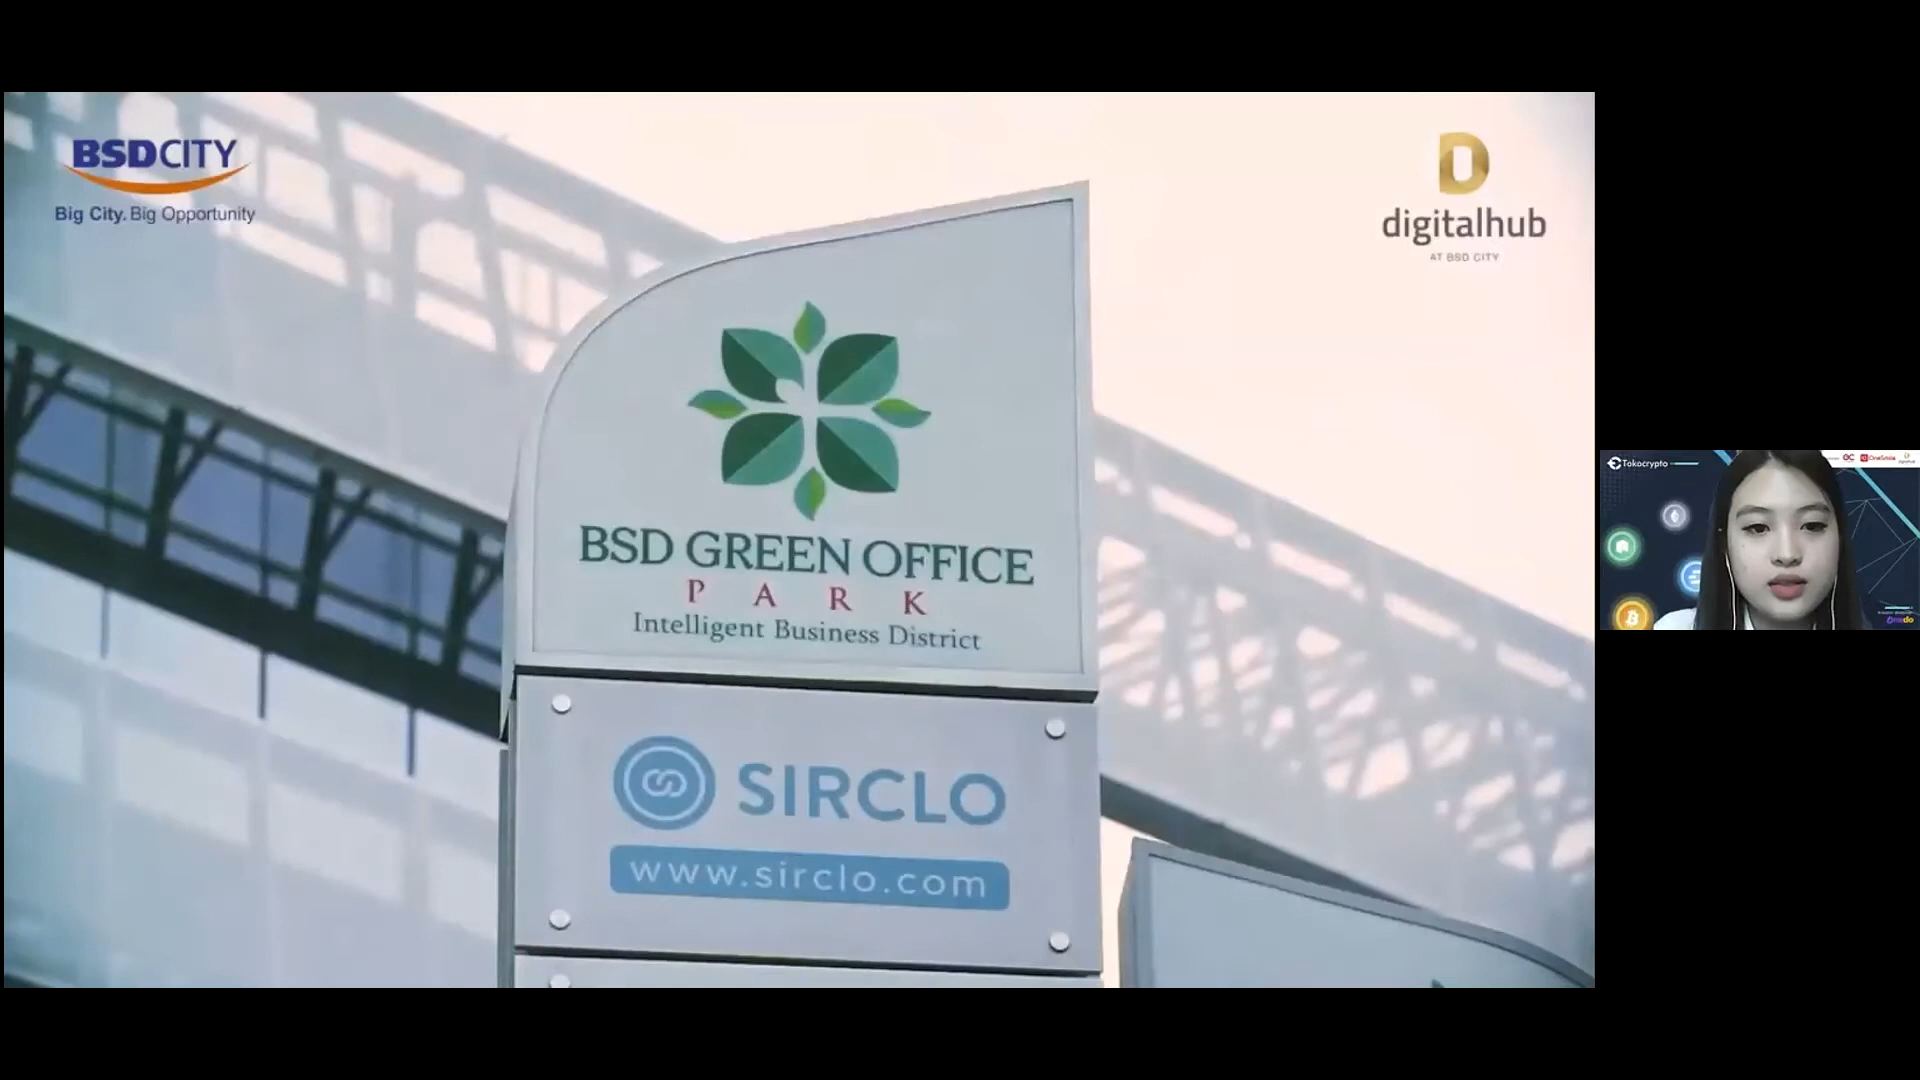 BSDCITY
Big City. Big Opportunity
digitalhub
AT BSD CITY
BSD GREEN OFFICE
PARK
Intelligent Business District
SIRCLO
www.sirclo.com
Tokocrypto
OneSmile